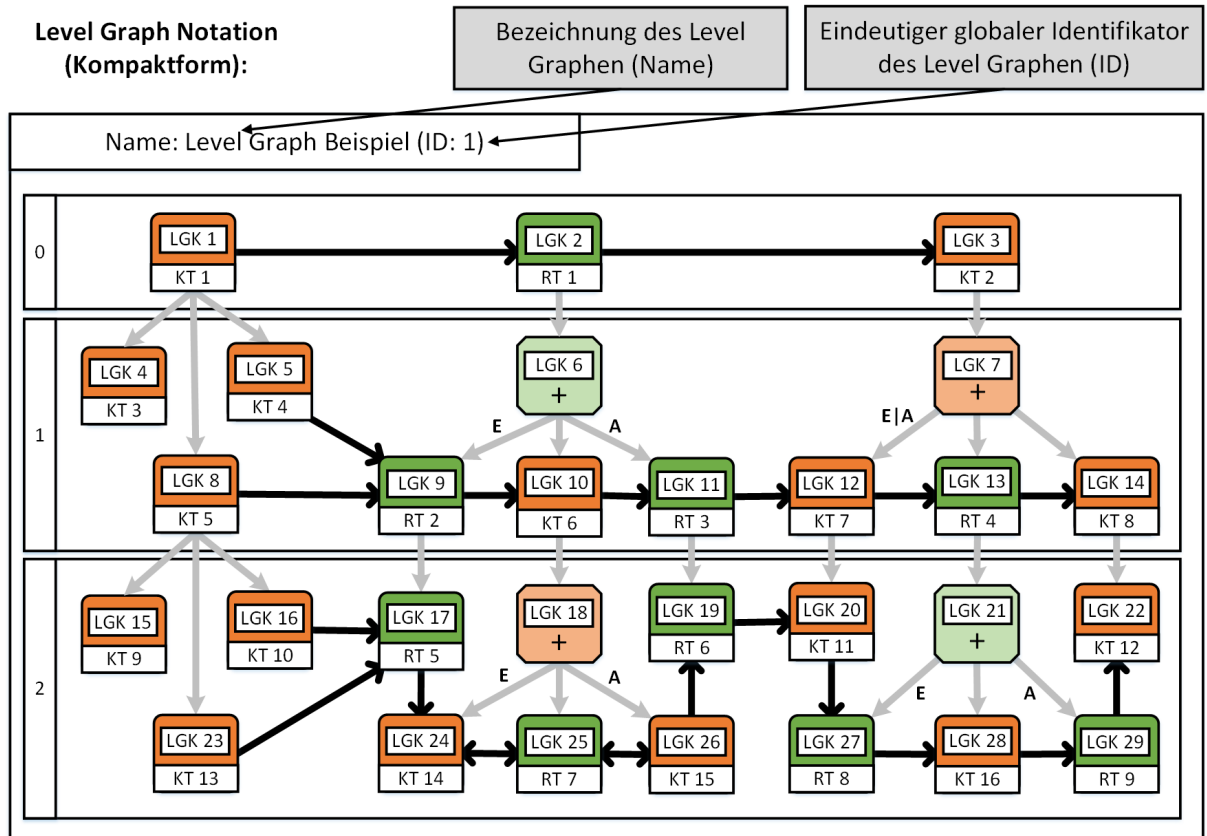 Level Graph Notation
(Kompaktform):
Bezeichnung des Level
Graphen (Name)
Eindeutiger globaler Identifikator
des Level Graphen (ID)
Name: Level Graph Beispiel (ID: 1)
0
LGK 1
KT 1
LGK 2
RT 1
LGK 3
KT 2
1
LGK 4
KT 3
LGK 5
KT 4
LGK 6
+
LGK 7
+
E
A
E|A
LGK 8
KT 5
LGK 9
RT 2
LGK 10
KT 6
LGK 11
RT 3
LGK 12
KT 7
LGK 13
RT 4
LGK 14
KT 8
2
LGK 15
KT 9
LGK 16
KT 10
LGK 17
RT 5
LGK 18
+
LGK 19
RT 6
LGK 20
KT 11
LGK 21
+
LGK 22
KT 12
E
A
E
A
LGK 23
KT 13
LGK 24
KT 14
LGK 25
RT 7
LGK 26
KT 15
LGK 27
RT 8
LGK 28
KT 16
LGK 29
RT 9